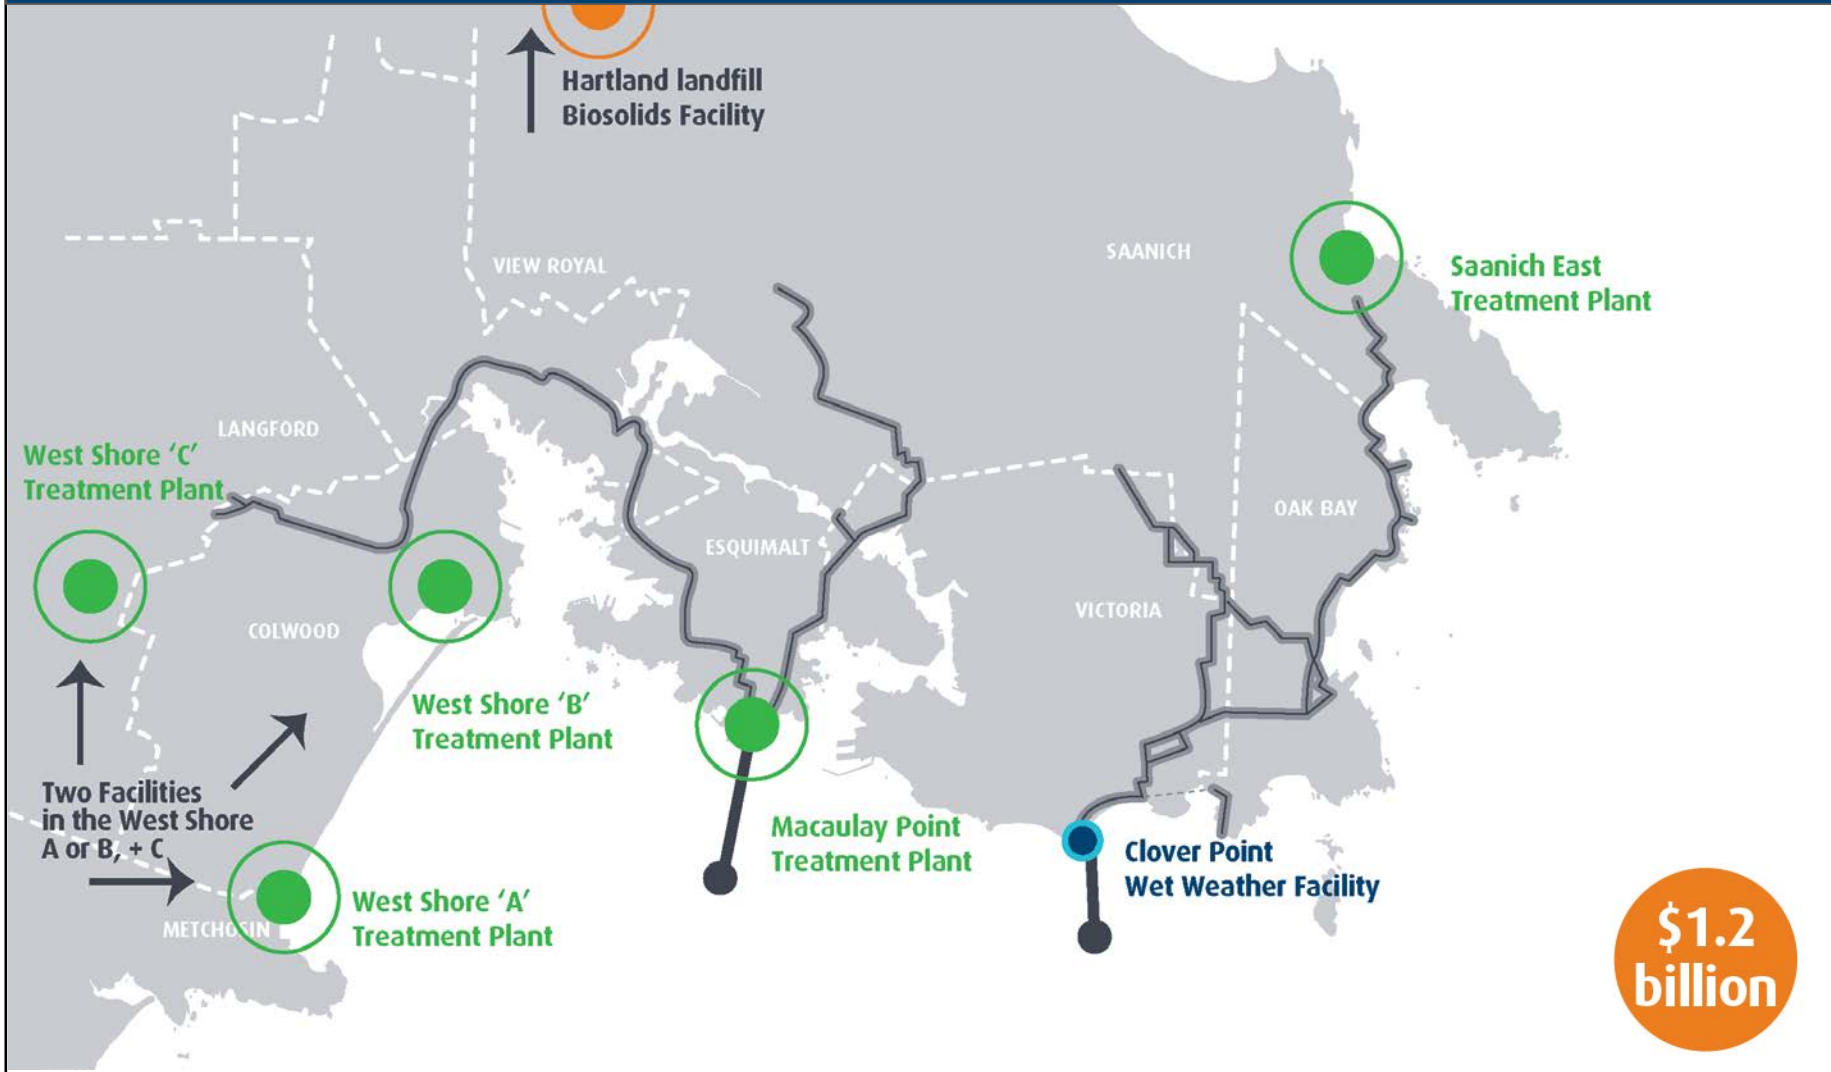 Hartland landfill
Biosolids Facility
SAANICH
VIEW ROYAL
Saanich East
Treatment Plant
LANGFORD
West Shore ‘C’
Treatment Plant
OAK BAY
ESQUIMALT
VICTORIA
COLWOOD
West Shore ‘B’
Treatment Plant
Two Facilities
in the West Shore
A or B, + C
Macaulay Point
Treatment Plant
Clover Point
Wet Weather Facility
West Shore ‘A’
Treatment Plant
METCHOSIN
$1.2
billion